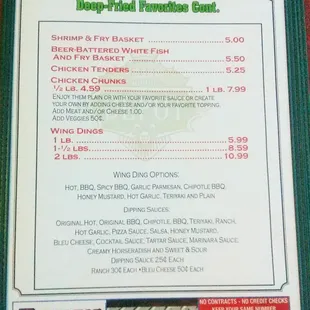 Deep-Fried Favorites Cont.
Shrimp & Fry Basket 5.00
Beer-Battered White Fish
And Fry Basket 5.50
Chicken Tenders 5.25
Chicken Chunks
½ lb. 4.59 1 lb. 7.59
Enjoy them plain or with your favorite sauce or create
your own by adding cheese and/or your favorite topping.
Add Meat and/or Cheese 1.00
Add Veggies 50¢.
Wing Dings
1 lb. 5.99
1-½ lbs. 8.59
2 lbs. 10.99
Wing Ding Options:
Hot, BBQ, Spicy BBQ, Garlic Parmesan, Chipotle BBQ,
Honey Mustard, Hot Garlic, Teriyaki and Plain
Dipping Sauces:
Original Hot, Original BBQ, Chipotle, BBQ, Teriyaki, Ranch,
Hot Garlic, Pizza Sauce, Salsa, Honey Mustard,
Bleu Cheese, Cocktail Sauce, Tartar Sauce, Marinara Sauce,
Creamy Horseradish and Sweet & Sour
Dipping Sauce 25¢ Each
Ranch 30¢ Each • Bleu Cheese 50¢ Each
NO CONTRACTS - NO CREDIT CHECKS
KEEP YOUR SAME NUMBER